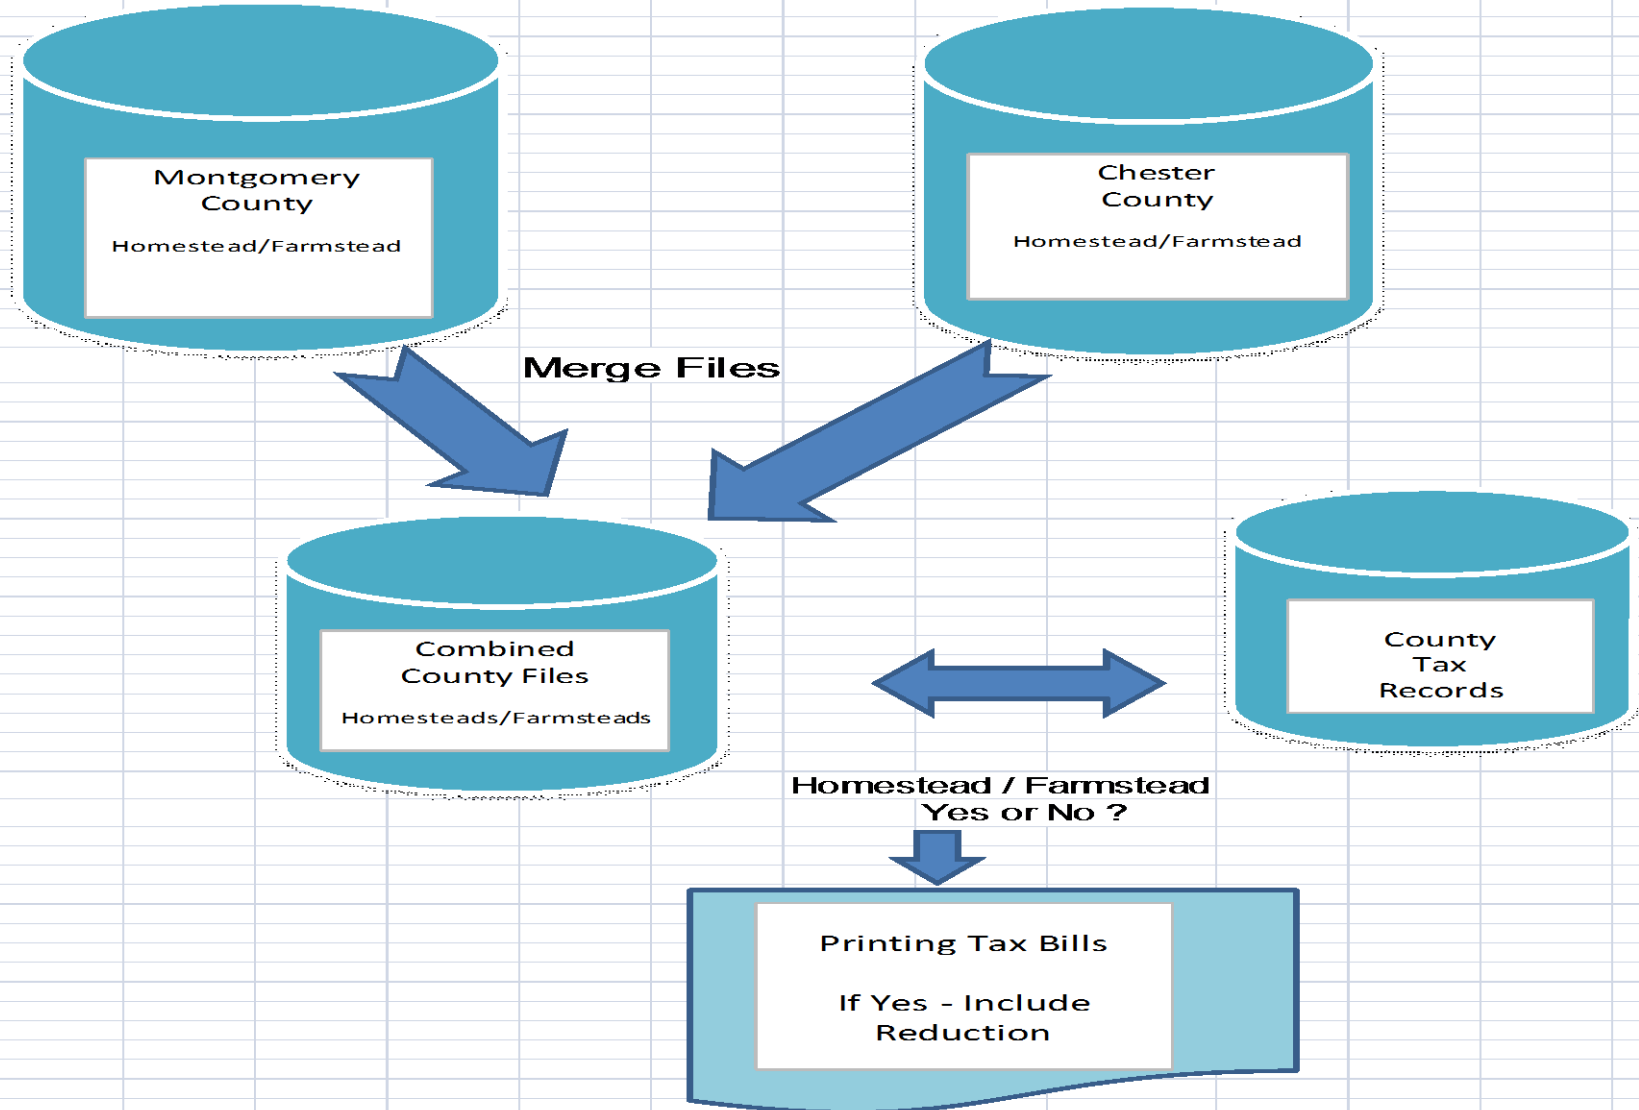 Montgomery
County
Homestead/Farmstead
Chester
County
Homestead/Farmstead
Merge Files
Combined
County Files
Homesteads/Farmsteads
County
Tax
Records
Homestead / Farmstead
Yes or No ?
Printing Tax Bills
If Yes - Include
Reduction